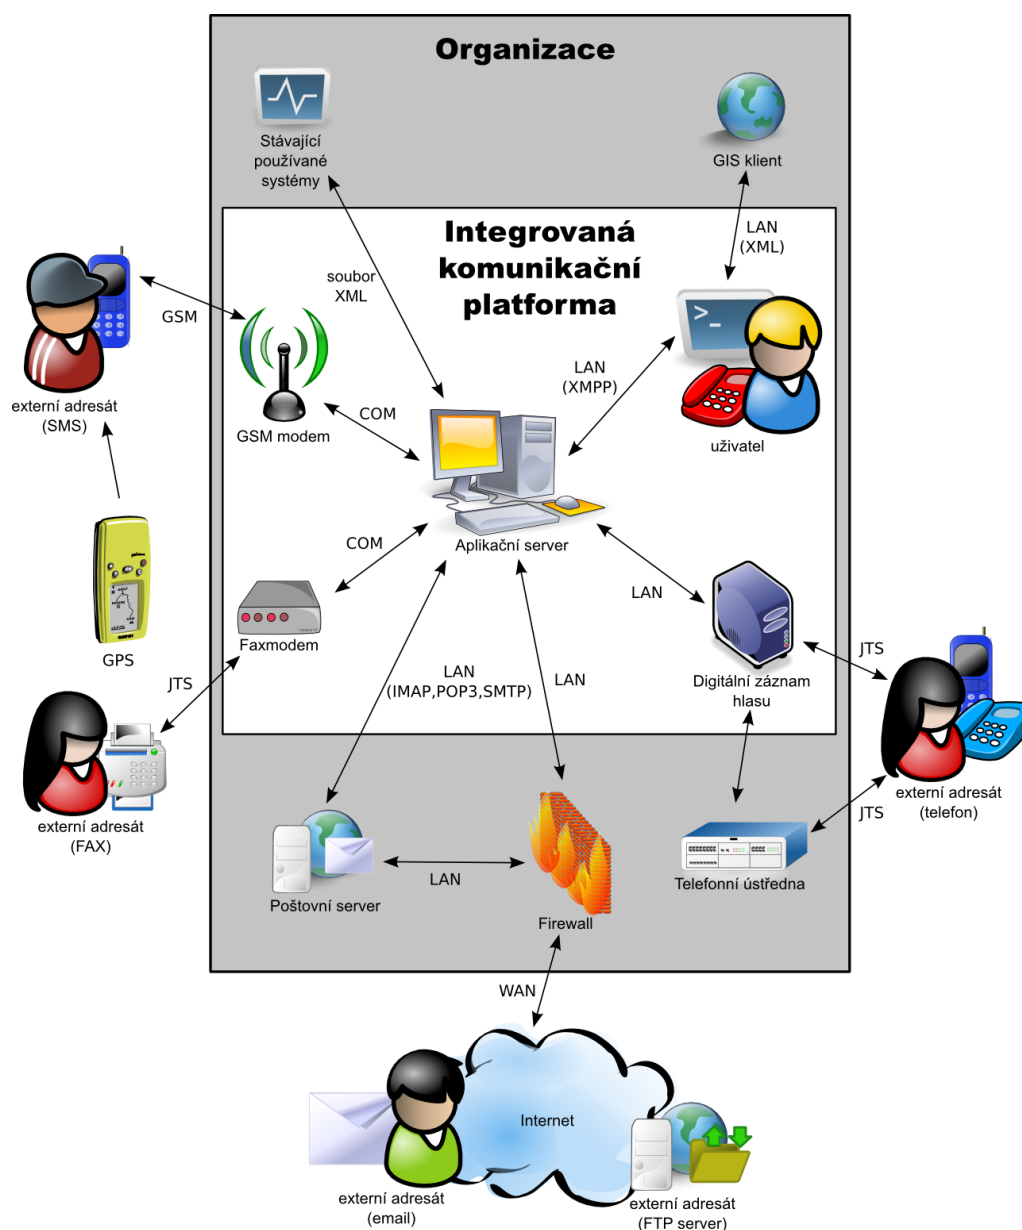 Organizace
Stávající
používané
systémy
GIS klient
LAN
(XML)
Integrovaná
komunikační
platforma
soubor
XML
GSM
externí adresát
(SMS)
GSM modem
COM
LAN
(XMPP)
>_
uživatel
Aplikační server
COM
GPS
Faxmodem
LAN
Digitální záznam
hlasu
JTS
JTS
LAN
(IMAP,POP3,SMTP)
LAN
externí adresát
(FAX)
externí adresát
(telefon)
JTS
LAN
Poštovní server
Firewall
Telefonní ústředna
WAN
Internet
externí adresát
(email)
externí adresát
(FTP server)